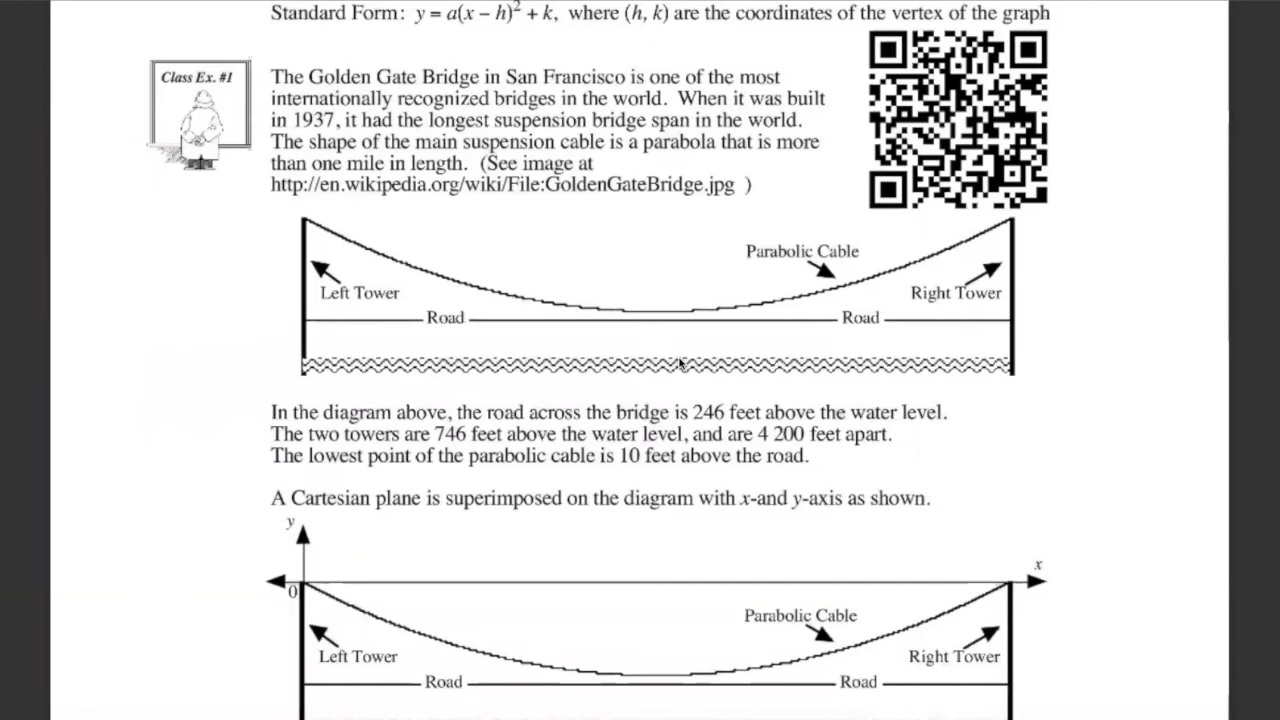 Standard Form: y = a(x – h)² + k, where (h, k) are the coordinates of the vertex of the graph
Class Ex. #1
The Golden Gate Bridge in San Francisco is one of the most
internationally recognized bridges in the world. When it was built
in 1937, it had the longest suspension bridge span in the world.
The shape of the main suspension cable is a parabola that is more
than one mile in length. (See image at
http://en.wikipedia.org/wiki/File:GoldenGateBridge.jpg )
Parabolic Cable
Left Tower
Right Tower
Road
Road
In the diagram above, the road across the bridge is 246 feet above the water level.
The two towers are 746 feet above the water level, and are 4 200 feet apart.
The lowest point of the parabolic cable is 10 feet above the road.
A Cartesian plane is superimposed on the diagram with x-and y-axis as shown.
y
x
0
Parabolic Cable
Left Tower
Right Tower
Road
Road